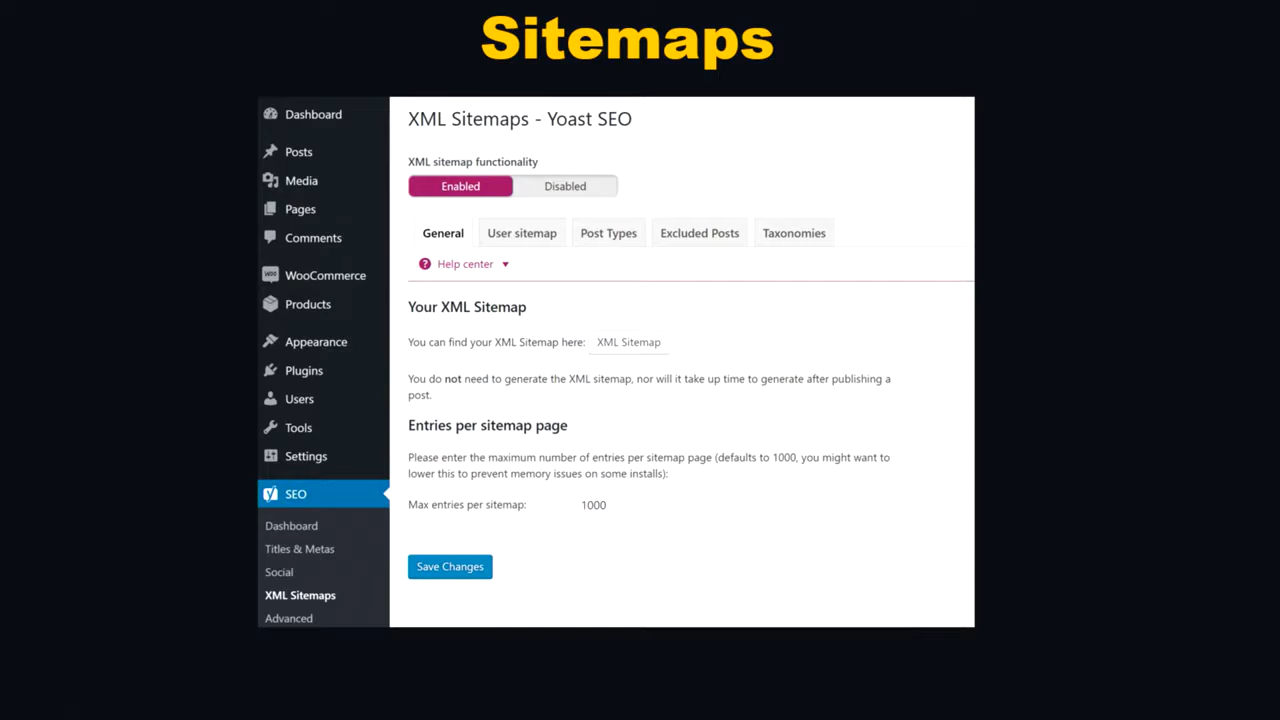 Sitemaps
Dashboard
Posts
Media
Pages
Comments
WooCommerce
Products
Appearance
Plugins
Users
Tools
Settings
SEO
Dashboard
Titles & Metas
Social
XML Sitemaps
Advanced
XML Sitemaps - Yoast SEO
XML sitemap functionality
Enabled Disabled
General User sitemap Post Types Excluded Posts Taxonomies
? Help center
Your XML Sitemap
You can find your XML Sitemap here: XML Sitemap
You do not need to generate the XML sitemap, nor will it take up time to generate after publishing a
post.
Entries per sitemap page
Please enter the maximum number of entries per sitemap page (defaults to 1000, you might want to
lower this to prevent memory issues on some installs):
Max entries per sitemap: 1000
Save Changes